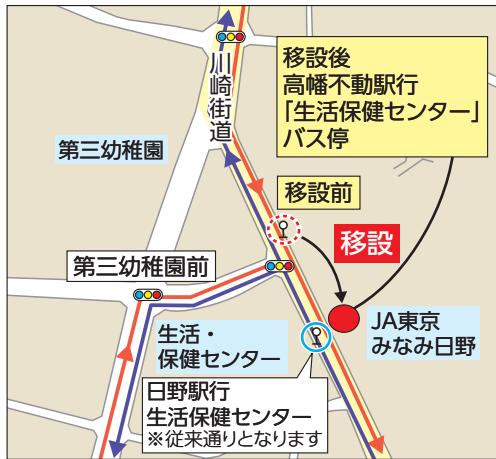 移設後
高幡不動駅行
「生活保健センター」
バス停
川崎街道
第三幼稚園
移設前
移設
第三幼稚園前
JA東京
みなみ日野
生活・
保健センター
日野駅行
生活保健センター
※従来通りとなります